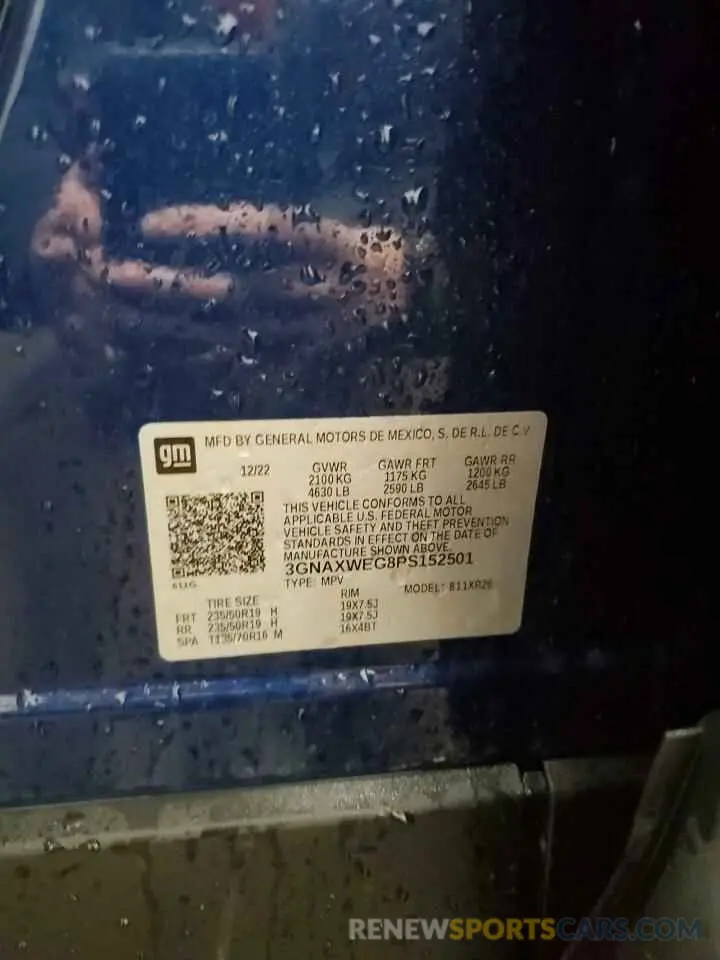 gm MFD BY GENERAL MOTORS DE MEXICO, S. DE R.L. DE C.V
12/22 GVWR GAWR FRT GAWR RR
2100 KG 1175 KG 1200 KG
4630 LB 2590 LB 2645 LB
THIS VEHICLE CONFORMS TO ALL
APPLICABLE U.S. FEDERAL MOTOR
VEHICLE SAFETY AND THEFT PREVENTION
STANDARDS IN EFFECT ON THE DATE OF
MANUFACTURE SHOWN ABOVE.
3GNAXWEG8PS152501
TYPE: MPV MODEL: B11XR26
TIRE SIZE RIM
FRT 235/50R19 H 19X7.5J
RR 235/50R19 H 19X7.5J
SPA T135/70R16 M 16X4BT
RENEWSPORTSCARS.COM